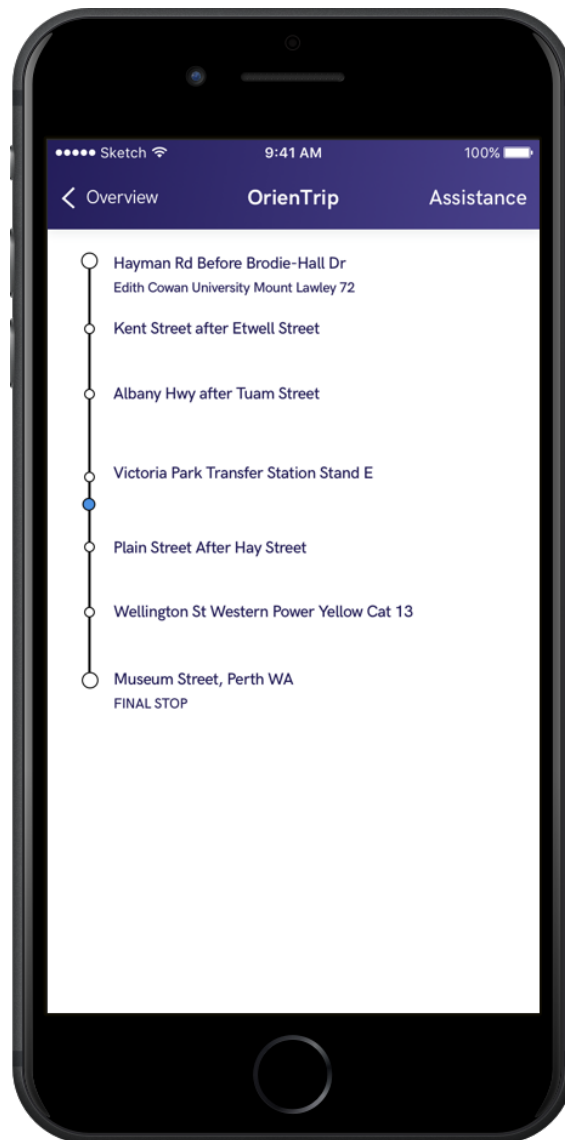 Sketch 9:41 AM 100%
Overview OrienTrip Assistance
Hayman Rd Before Brodie-Hall Dr
Edith Cowan University Mount Lawley 72
Kent Street after Etwell Street
Albany Hwy after Tuam Street
Victoria Park Transfer Station Stand E
Plain Street After Hay Street
Wellington St Western Power Yellow Cat 13
Museum Street, Perth WA
FINAL STOP